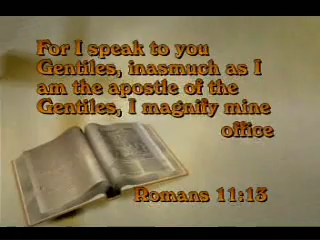 For I speak to you
Gentiles, inasmuch as I
am the apostle of the
Gentiles, I magnify mine
office
Romans 11:13